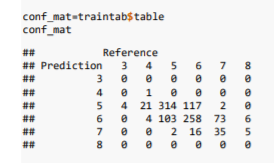 conf_mat=traintab$table
conf_mat
## Reference
## Prediction 3 4 5 6 7 8
## 3 0 0 0 0 0 0
## 4 0 1 0 0 0 0
## 5 4 21 314 117 2 0
## 6 0 4 103 258 73 6
## 7 0 0 2 16 35 5
## 8 0 0 0 0 0 0